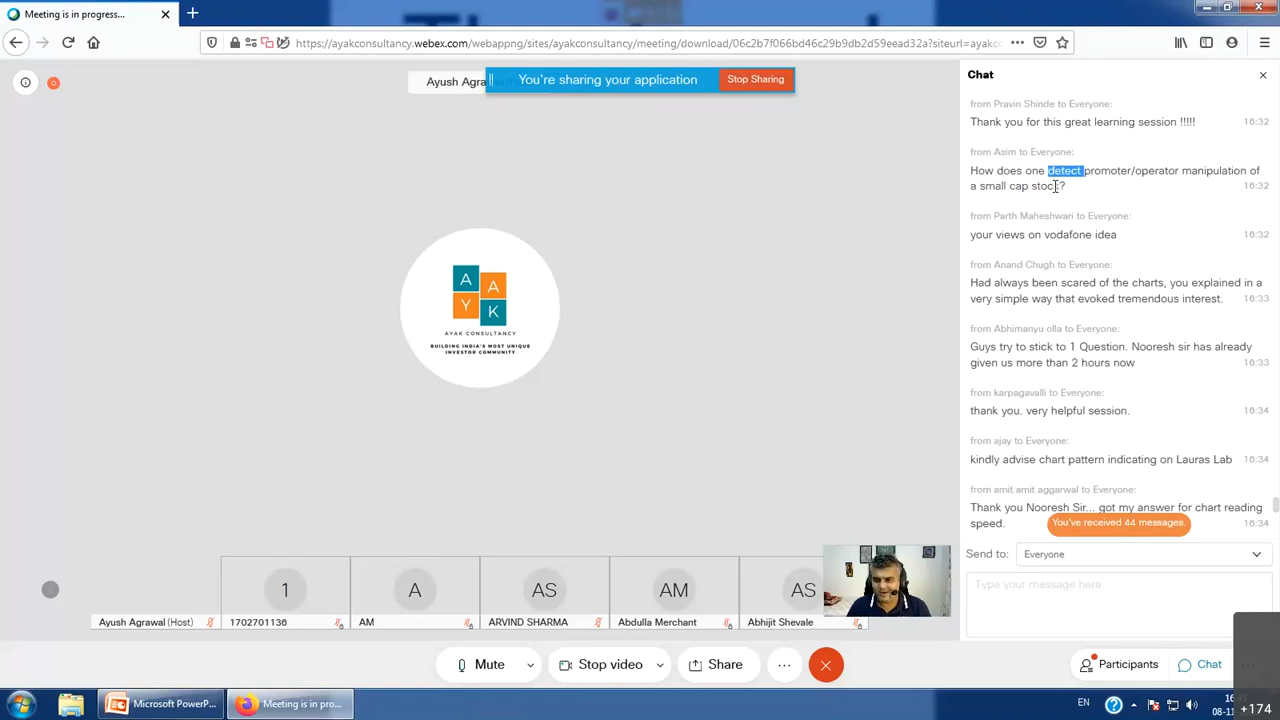 Meeting is in progress...
https://ayakconsultancy.webex.com/webappng/sites/ayakconsultancy/meeting/download/06c2b7f066bd46c29b9db2d59eead32a?siteurl=ayakc
Ayush Agra
You're sharing your application
Stop Sharing
Chat
from Pravin Shinde to Everyone:
Thank you for this great learning session !!!!!
16:32
from Asim to Everyone:
How does one detect promoter/operator manipulation of
a small cap stock?
16:32
from Parth Maheshwari to Everyone:
your views on vodafone idea
16:32
from Anand Chugh to Everyone:
Had always been scared of the charts, you explained in a
very simple way that evoked tremendous interest.
16:33
from Abhimanyu olla to Everyone:
Guys try to stick to 1 Question. Nooresh sir has already
given us more than 2 hours now
16:33
from karpagavalli to Everyone:
thank you. very helpful session.
16:34
from ajay to Everyone:
kindly advise chart pattern indicating on Lauras Lab
16:34
from amit.amit.aggarwal to Everyone:
Thank you Nooresh Sir... got my answer for chart reading
speed.
16:34
You've received 44 messages.
Send to:
Everyone
Type your message here
A A
Y K
AYAK CONSULTANCY
BUILDING INDIA'S MOST UNIQUE
INVESTOR COMMUNITY
1
A
AS
AM
AS
Ayush Agrawal (Host)
1702701136
AM
ARVIND SHARMA
Abdulla Merchant
Abhijit Shevale
Mute
Stop video
Share
Participants
Chat
Microsoft PowerP...
Meeting is in pro...
EN
+174